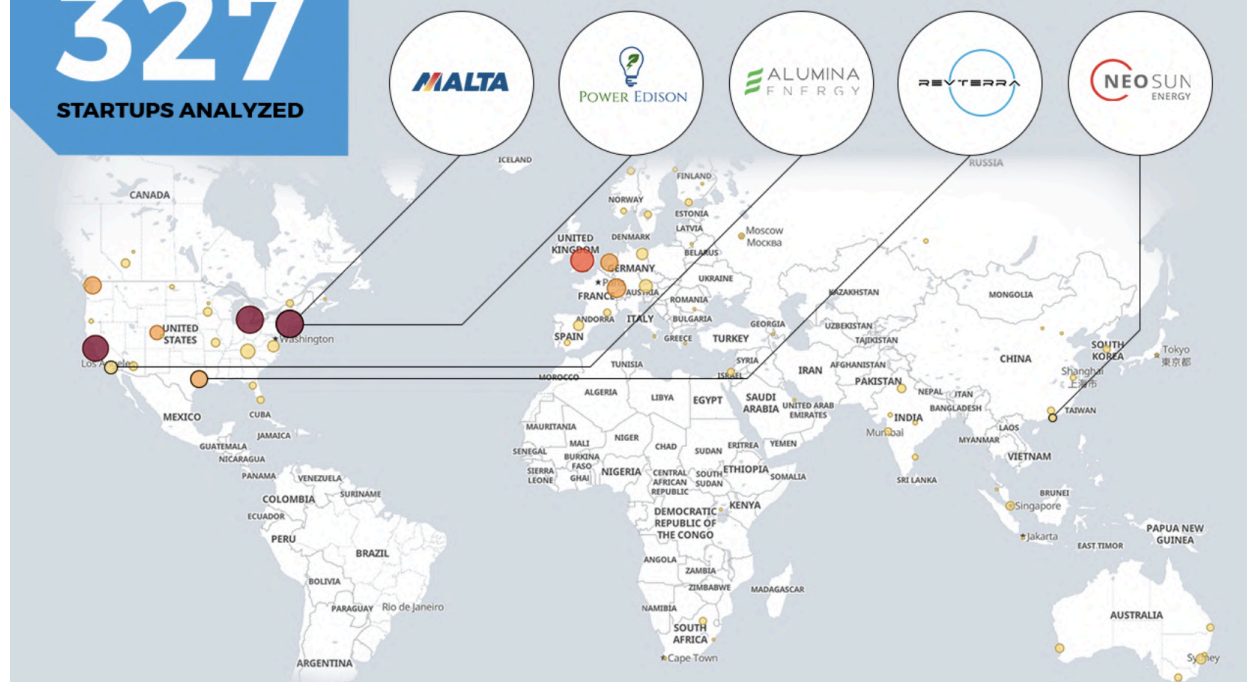 327
STARTUPS ANALYZED
MALTA
POWER EDISON
ALUMINA
ENERGY
REVTERRA
NEOSUN
ENERGY
ICELAND
RUSSIA
CANADA
FINLAND
NORWAY
ESTONIA
LATVIA
Moscow
Москва
UNITED
KINGDOM
DENMARK
BELARUS
GERMANY
UKRAINE
FRANCE
AUSTRIA
ROMANIA
KAZAKHSTAN
MONGOLIA
ANDORRA
ITALY
BULGARIA
GEORGIA
UZBEKISTAN
UNITED
STATES
Washington
SPAIN
GREECE
TURKEY
TAJIKISTAN
SOUTH
KOREA
Tokyo
東京都
CHINA
Los Angeles
TUNISIA
SYRIA
IRAN
AFGHANISTAN
Shanghai
上海市
MOROCCO
ISRAEL
PAKISTAN
ALGERIA
LIBYA
EGYPT
SAUDI
ARABIA
NEPAL
UNITED ARAB
EMIRATES
BANGLADESH
TAIWAN
MEXICO
CUBA
INDIA
MAURITANIA
Mumbai
LAOS
MYANMAR
JAMAICA
GUATEMALA
NICARAGUA
MALI
NIGER
CHAD
SUDAN
ERITREA
YEMEN
SENEGAL
BURKINA
FASO
VIETNAM
PANAMA
VENEZUELA
SIERRA
LEONE
GHAI
NIGERIA
CENTRAL
AFRICAN
REPUBLIC
SOUTH
SUDAN
ETHIOPIA
SOMALIA
SRI LANKA
COLOMBIA
SURINAME
BRUNEI
ECUADOR
KENYA
Singapore
DEMOCRATIC
REPUBLIC OF
THE CONGO
PERU
BRAZIL
Jakarta
EAST TIMOR
PAPUA NEW
GUINEA
ANGOLA
ZAMBIA
BOLIVIA
ZIMBABWE
MADAGASCAR
PARAGUAY
Rio de Janeiro
NAMIBIA
AUSTRALIA
SOUTH
AFRICA
Cape Town
Sydney
ARGENTINA